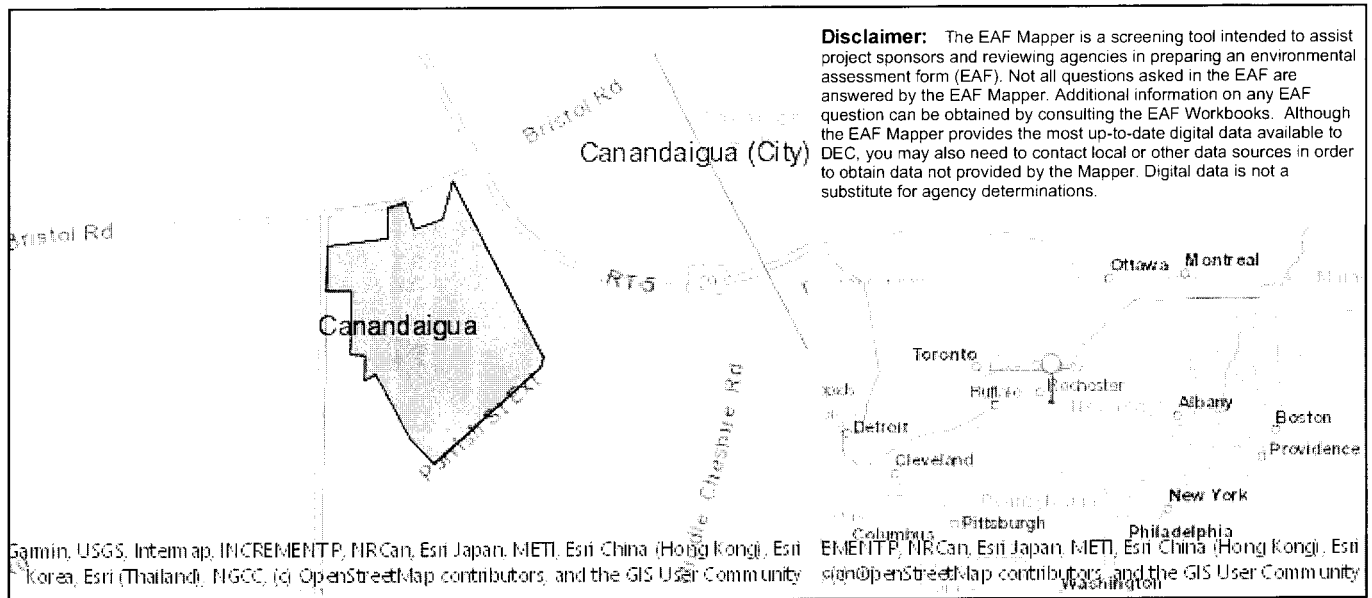 Disclaimer: The EAF Mapper is a screening tool intended to assist
project sponsors and reviewing agencies in preparing an environmental
assessment form (EAF). Not all questions asked in the EAF are
answered by the EAF Mapper. Additional information on any EAF
question can be obtained by consulting the EAF Workbooks. Although
the EAF Mapper provides the most up-to-date digital data available to
DEC, you may also need to contact local or other data sources in order
to obtain data not provided by the Mapper. Digital data is not a
substitute for agency determinations.
Bristol Rd
Canandaigua (City)
Bristol Rd
RT 5
Canandaigua
Parrish St Ext
Middle Cheshire Rd
Garmin, USGS, Intermap, INCREMENT P, NRCan, Esri Japan, METI, Esri China (Hong Kong), Esri
Korea, Esri (Thailand), NGCC, (c) OpenStreetMap contributors, and the GIS User Community
Ottawa
Montreal
Toronto
Rochester
Buffalo
Albany
Boston
Detroit
Providence
Cleveland
New York
Pennsylvania
Pittsburgh
Columbus
Philadelphia
EMENT P, NRCan, Esri Japan, METI, Esri China (Hong Kong), Esri
OpenStreetMap contributors, and the GIS User Community
Washington